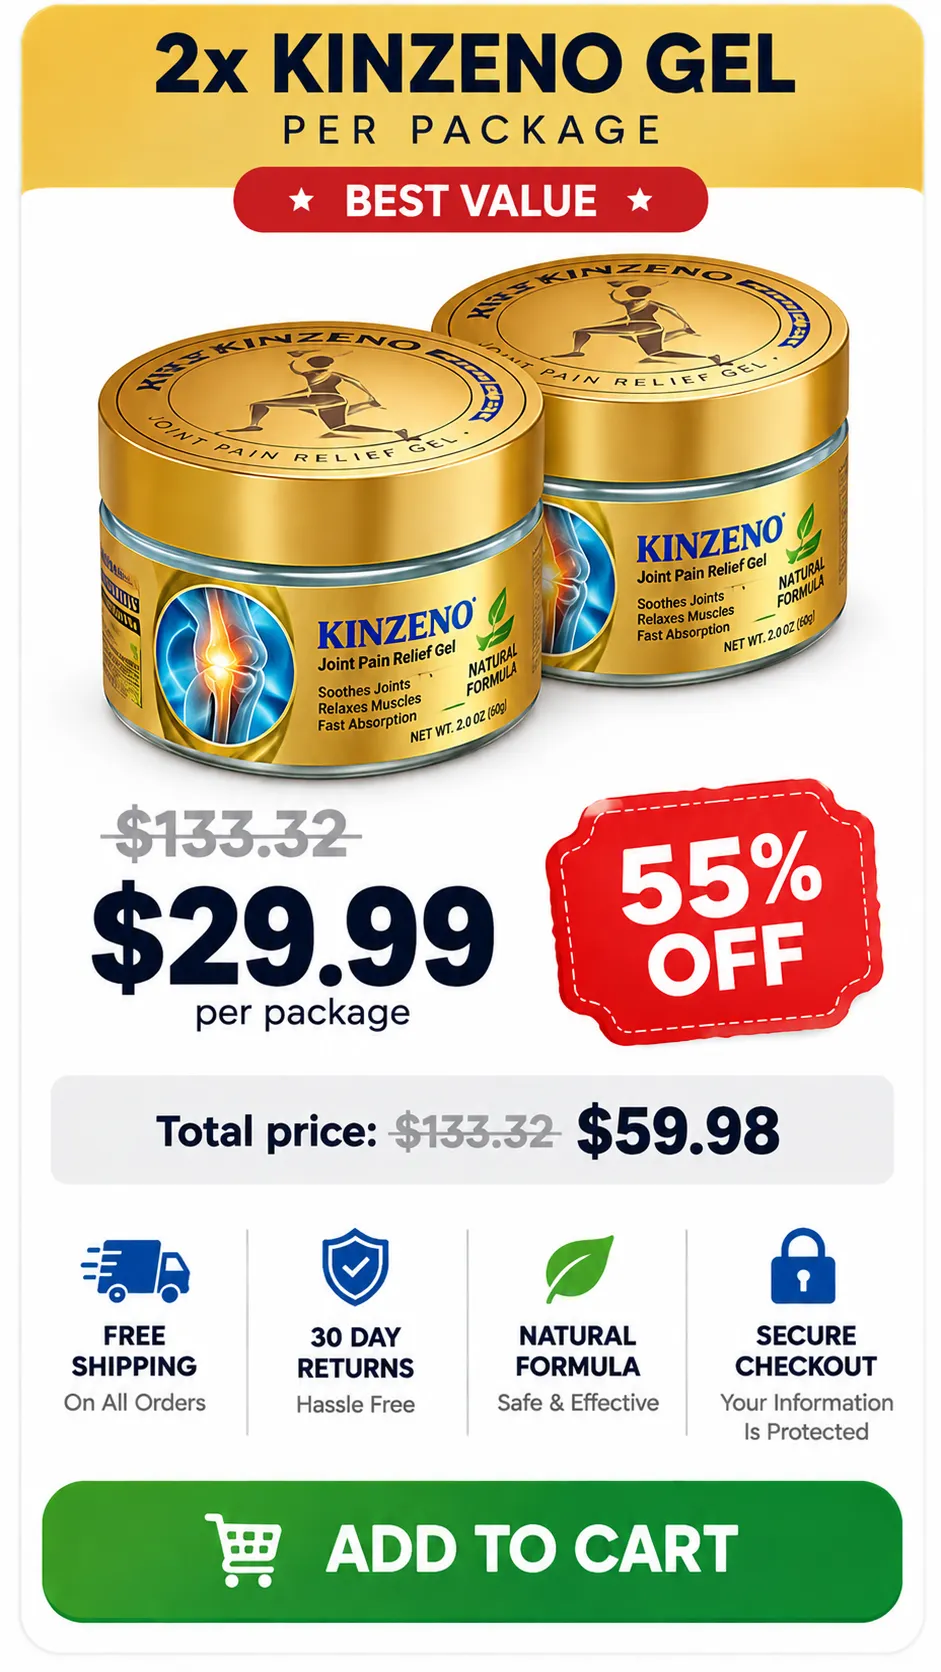 2x KINZENO GEL
PER PACKAGE
★ BEST VALUE ★
KINZENO
JOINT PAIN RELIEF GEL
KINZENO
JOINT PAIN RELIEF GEL
KINZENO
Joint Pain Relief Gel
Soothes Joints
Relaxes Muscles
Fast Absorption
NATURAL
FORMULA
NET WT. 2.0 OZ (60g)
KINZENO
Joint Pain Relief Gel
Soothes Joints
Relaxes Muscles
Fast Absorption
NATURAL
FORMULA
NET WT. 2.0 OZ (60g)
$133.32
$29.99
per package
55%
OFF
Total price: $133.32 $59.98
FREE
SHIPPING
On All Orders
30 DAY
RETURNS
Hassle Free
NATURAL
FORMULA
Safe & Effective
SECURE
CHECKOUT
Your Information
Is Protected
ADD TO CART